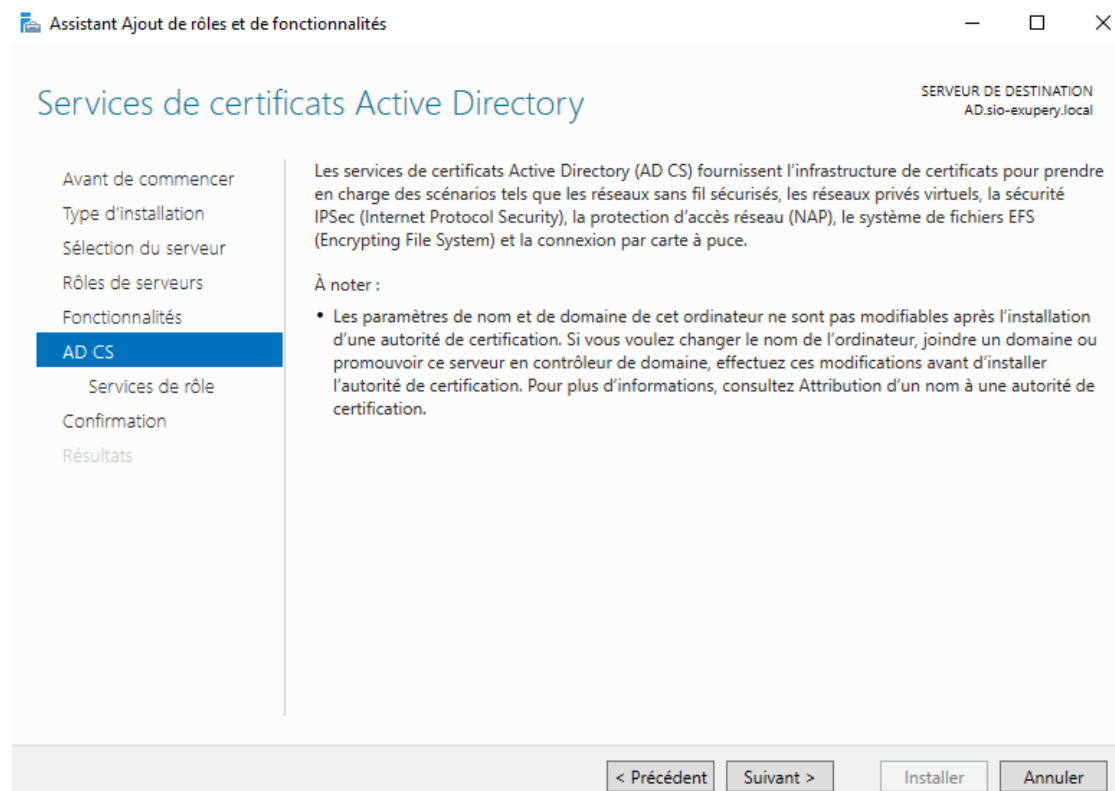 Assistant Ajout de rôles et de fonctionnalités
Services de certificats Active Directory
SERVEUR DE DESTINATION
AD.sio-exupery.local
Avant de commencer
Type d'installation
Sélection du serveur
Rôles de serveurs
Fonctionnalités
AD CS
Services de rôle
Confirmation
Résultats
Les services de certificats Active Directory (AD CS) fournissent l'infrastructure de certificats pour prendre
en charge des scénarios tels que les réseaux sans fil sécurisés, les réseaux privés virtuels, la sécurité
IPSec (Internet Protocol Security), la protection d'accès réseau (NAP), le système de fichiers EFS
(Encrypting File System) et la connexion par carte à puce.
À noter :
• Les paramètres de nom et de domaine de cet ordinateur ne sont pas modifiables après l'installation
d'une autorité de certification. Si vous voulez changer le nom de l'ordinateur, joindre un domaine ou
promouvoir ce serveur en contrôleur de domaine, effectuez ces modifications avant d'installer
l'autorité de certification. Pour plus d'informations, consultez Attribution d'un nom à une autorité de
certification.
< Précédent
Suivant >
Installer
Annuler